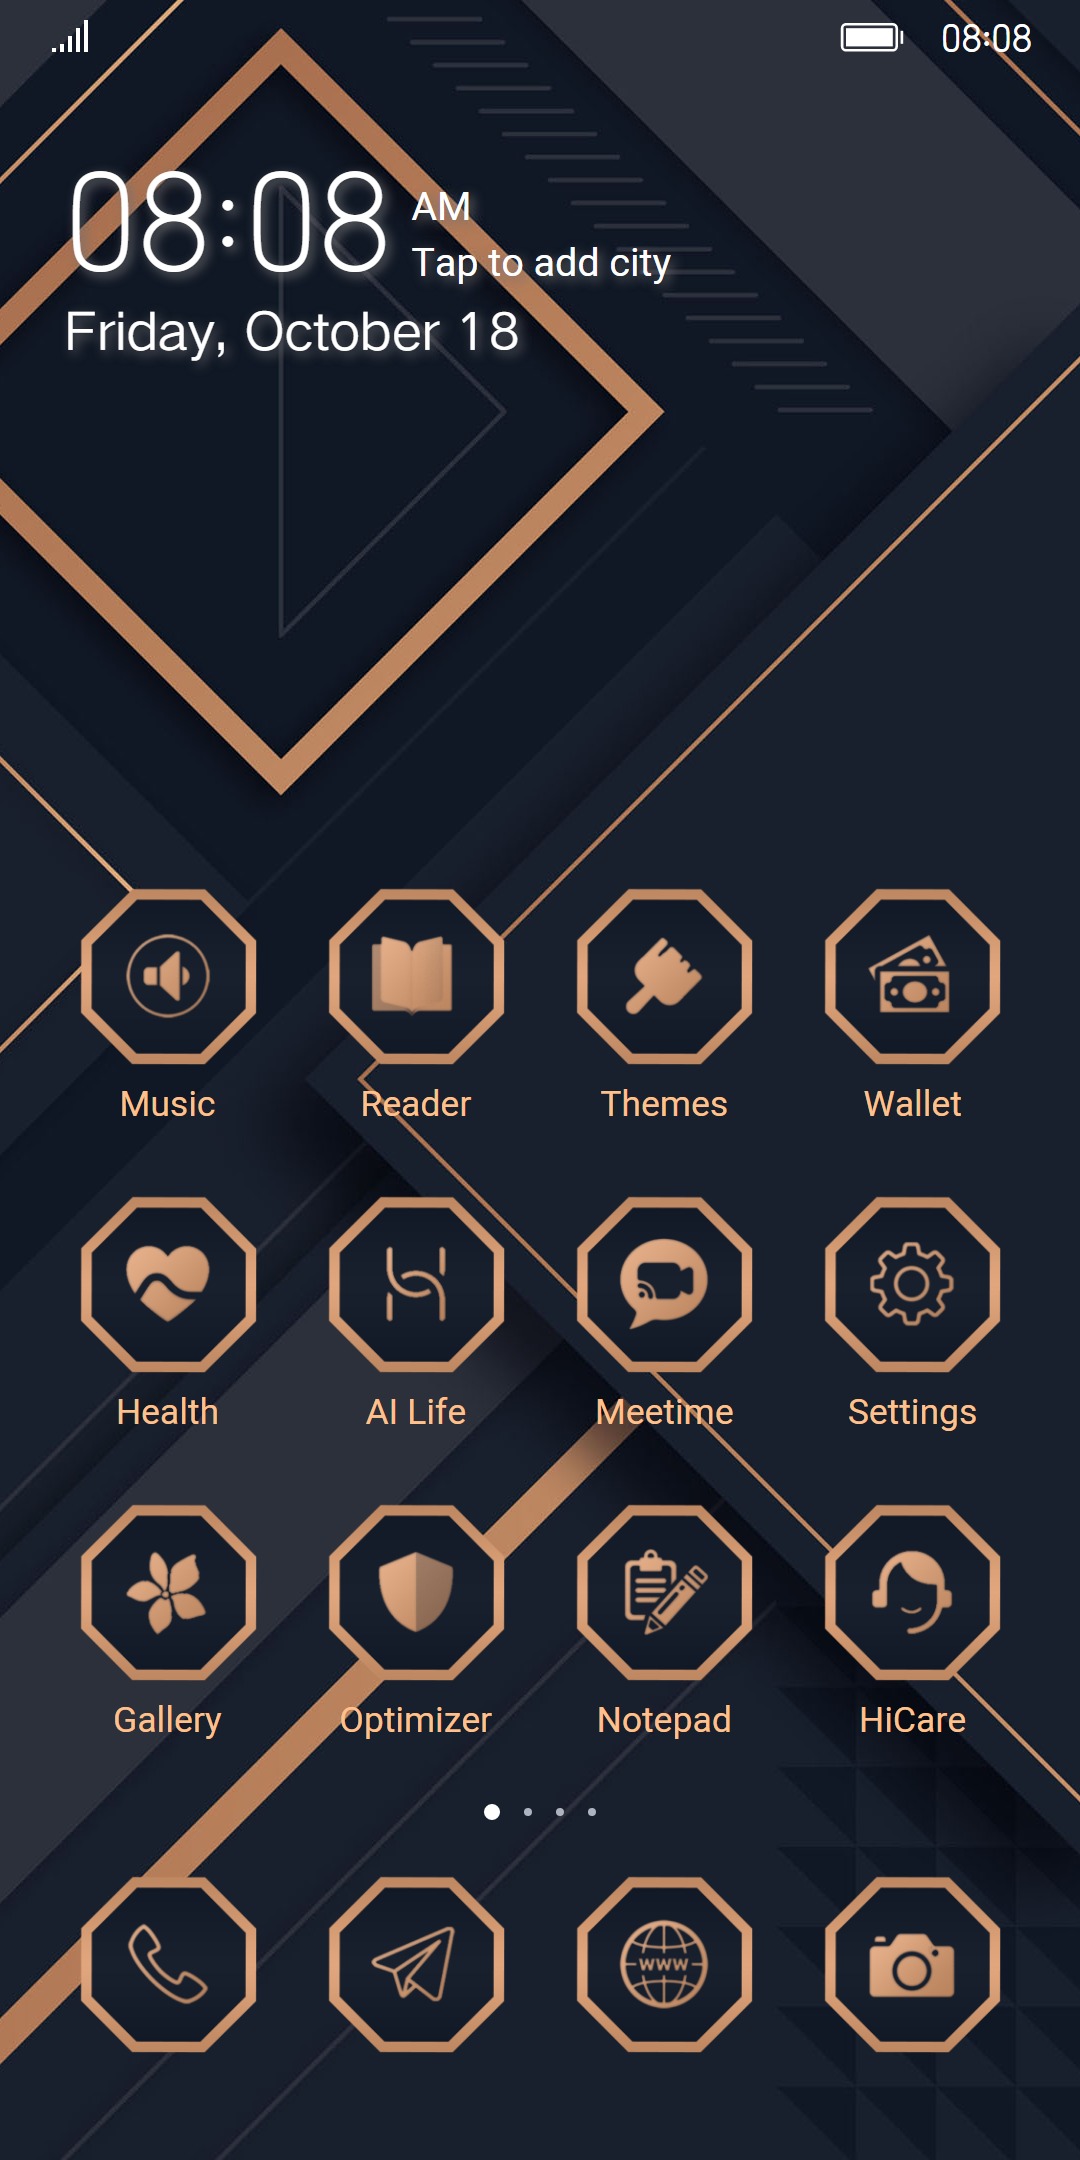 08:08
08:08 AM
Tap to add city
Friday, October 18
Music
Reader
Themes
Wallet
Health
AI Life
Meetime
Settings
Gallery
Optimizer
Notepad
HiCare
WWW